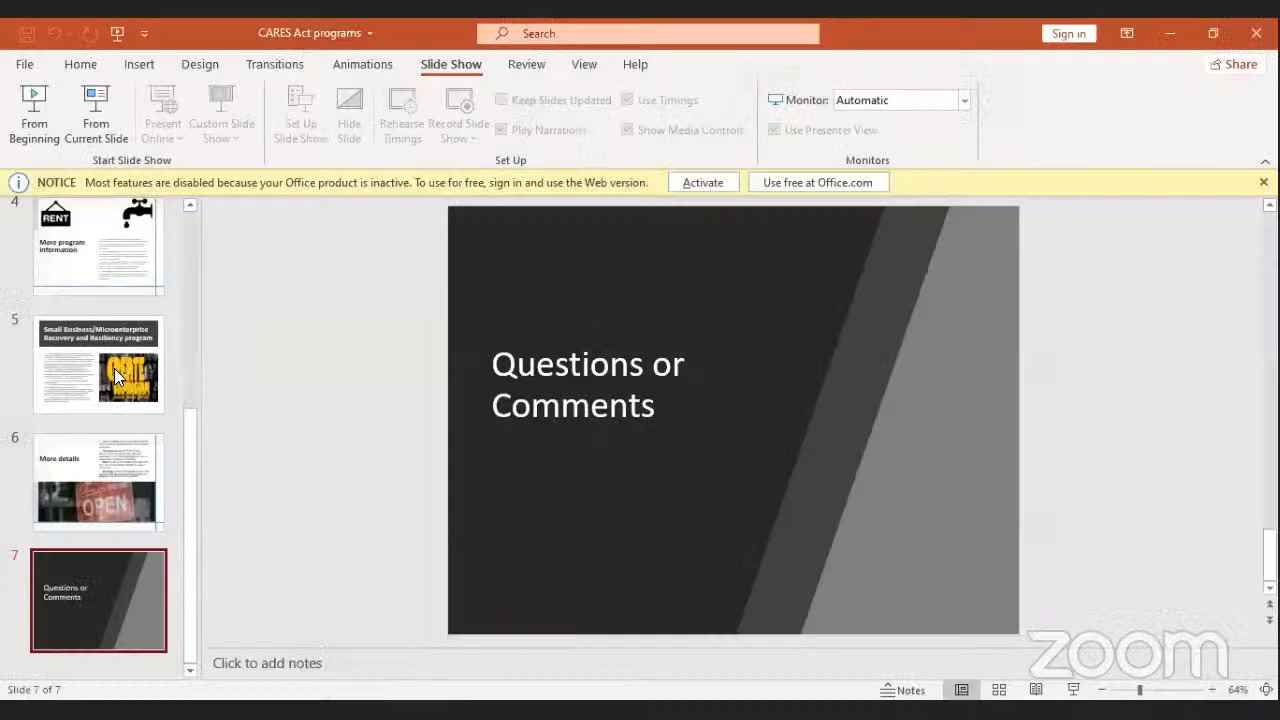 CARES Act programs
Search
Sign in
File Home Insert Design Transitions Animations Slide Show Review View Help
Share
From Beginning
From Current Slide
Present Online
Custom Slide Show
Set Up Slide Show
Hide Slide
Rehearse Timings
Record Slide Show
Keep Slides Updated
Play Narrations
Use Timings
Show Media Controls
Monitor: Automatic
Use Presenter View
Start Slide Show
Set Up
Monitors
NOTICE Most features are disabled because your Office product is inactive. To use for free, sign in and use the Web version.
Activate
Use free at Office.com
4
RENT
More program
information
5
Small Business/Microenterprise
Recovery and Resiliency program
6
More details
OPEN
7
Questions or
Comments
Questions or
Comments
Click to add notes
zoom
Slide 7 of 7
Notes
64%